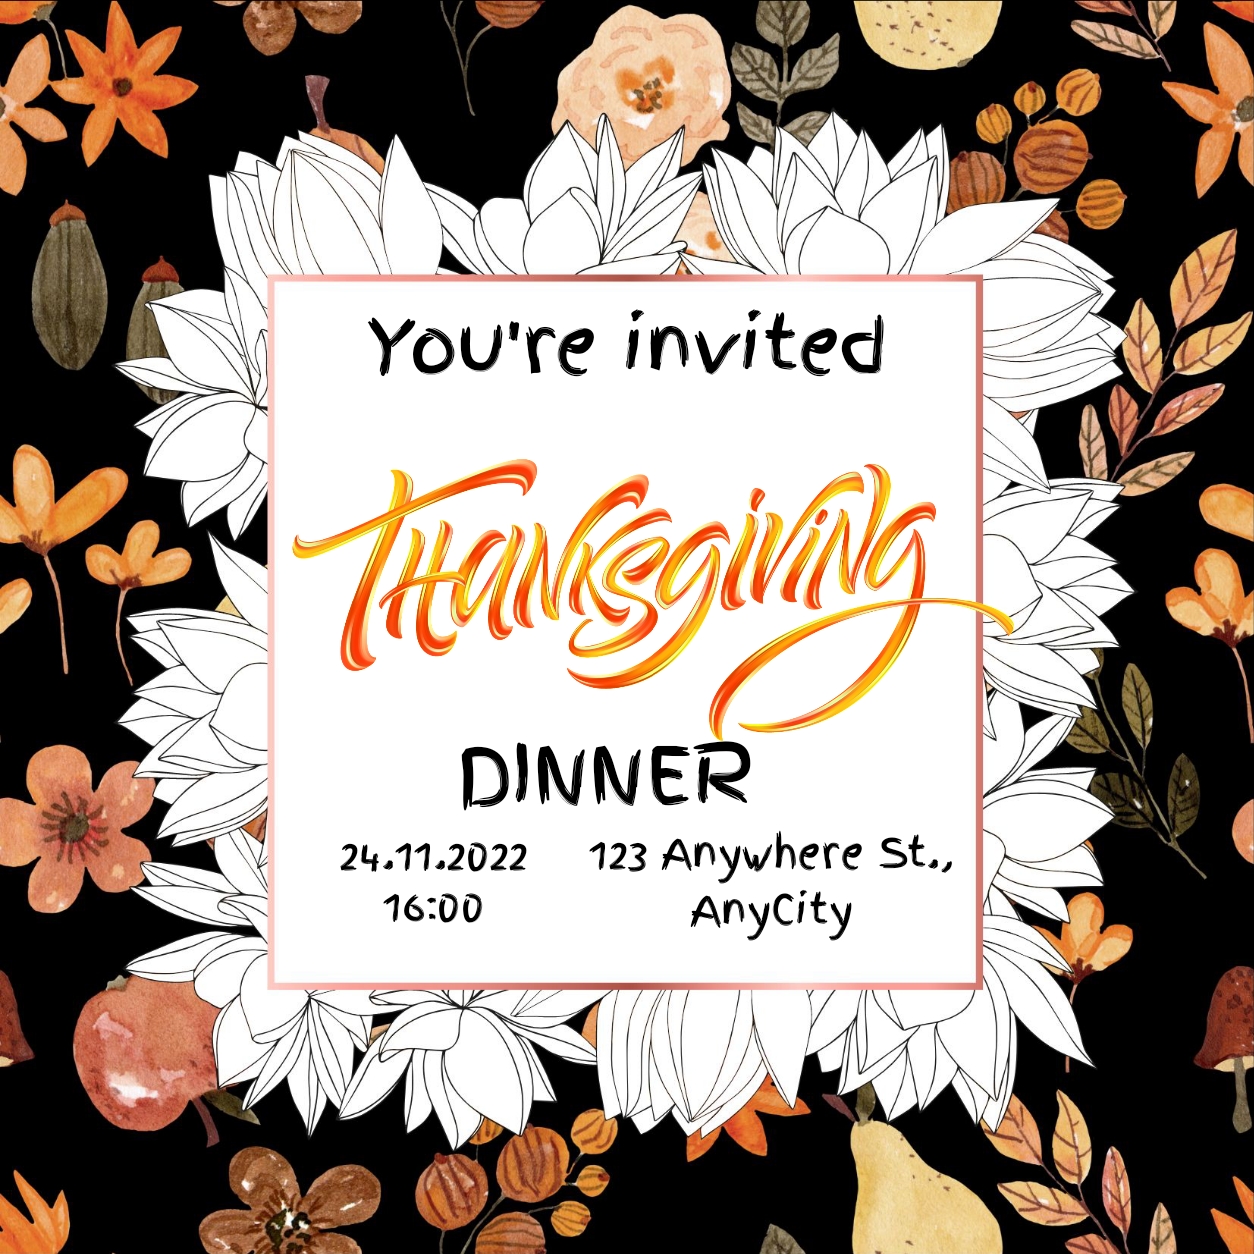 You're invited
THANKSgiving
DINNER
24.11.2022
16:00
123 Anywhere St.,
AnyCity